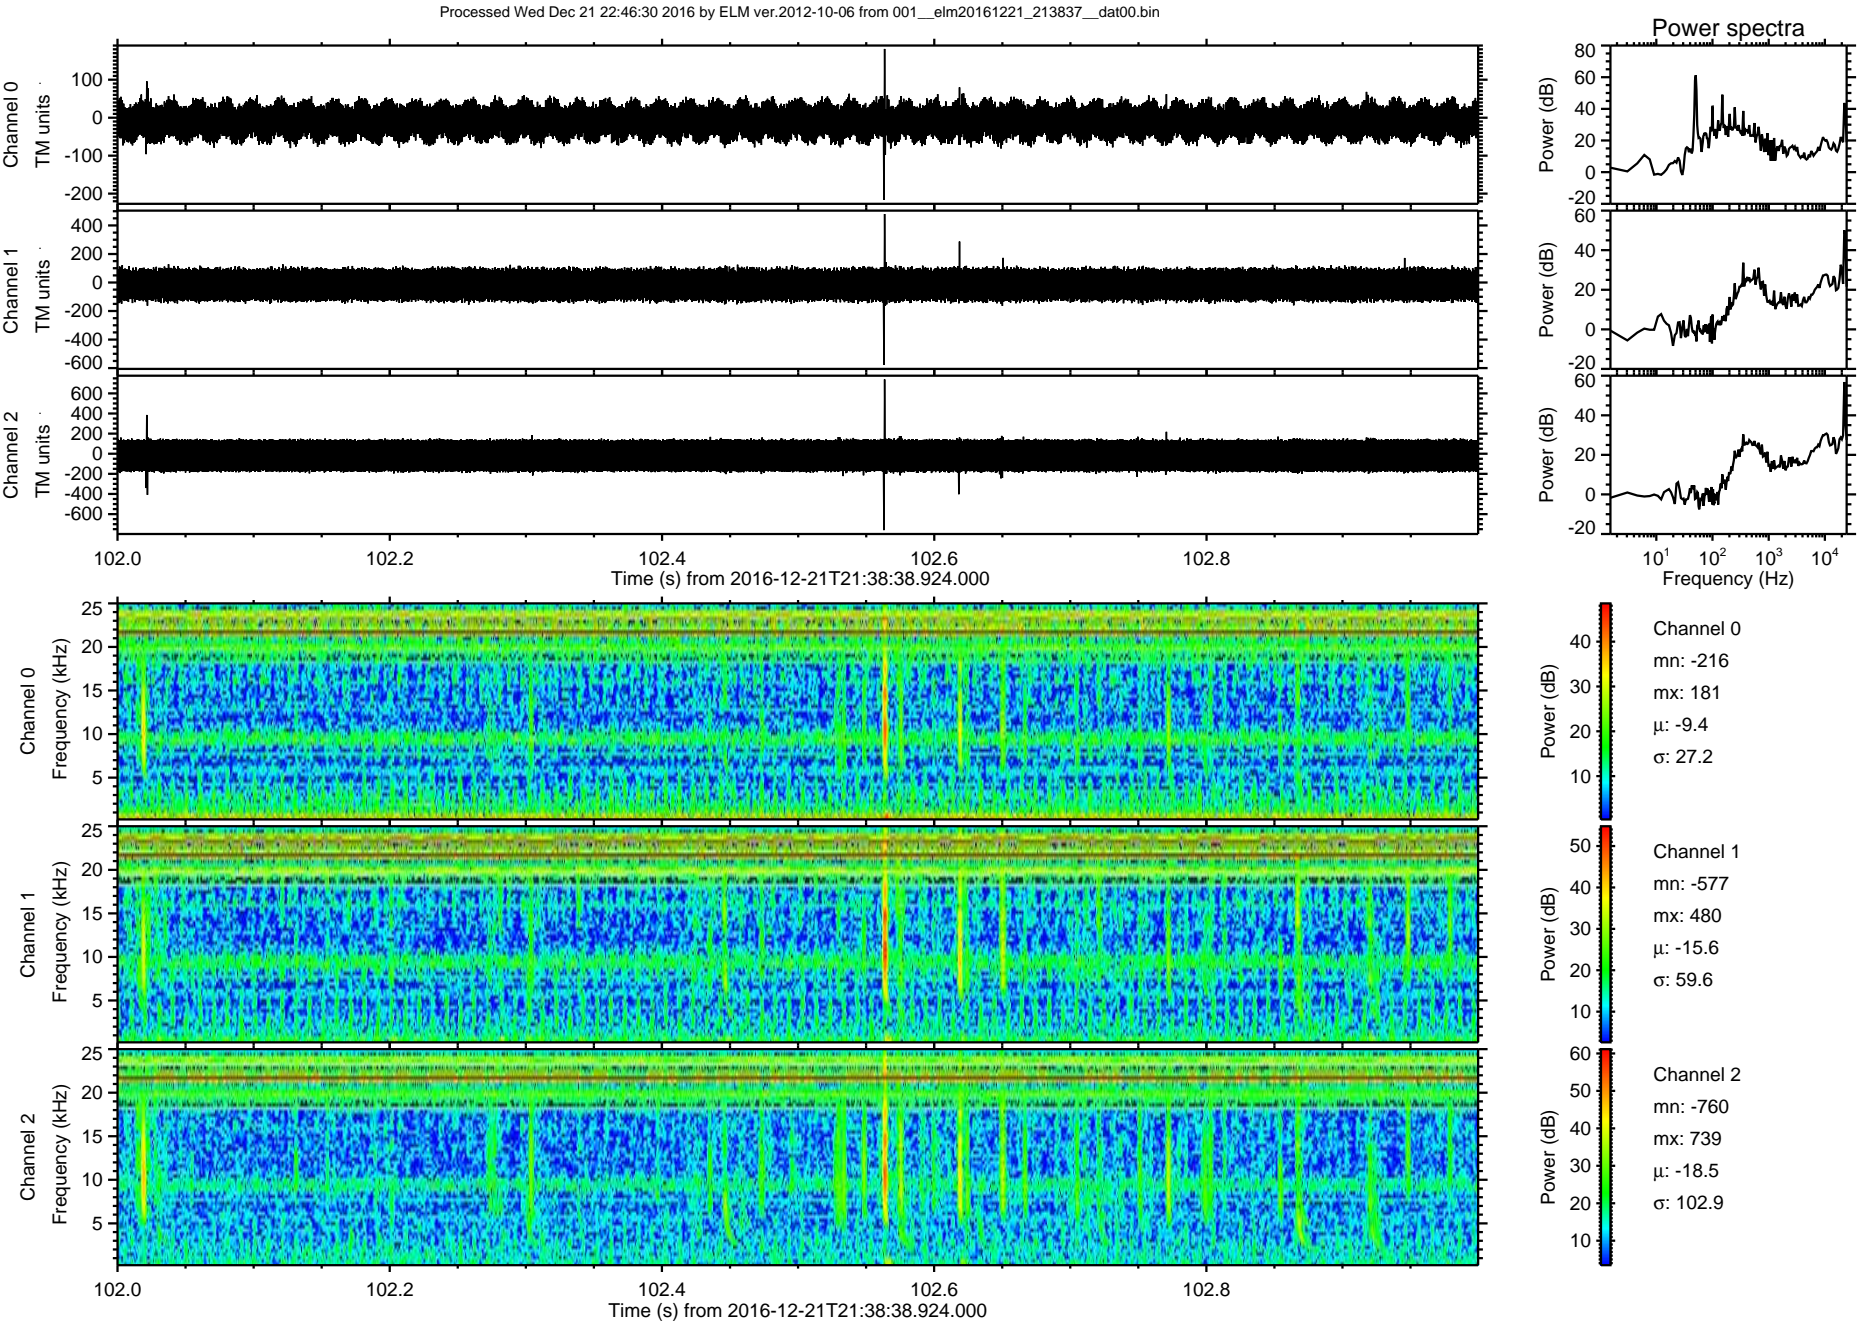 Processed Wed Dec 21 22:46:30 2016 by ELM ver.2012-10-06 from 001__elm20161221_213837__dat00.bin
Power spectra
Channel 0
TM units
100
0
-100
-200
Power (dB)
80
60
40
20
0
-20
Channel 1
TM units
400
200
0
-200
-400
-600
Power (dB)
60
40
20
0
-20
Channel 2
TM units
600
400
200
0
-200
-400
-600
Power (dB)
60
40
20
0
-20
102.0 102.2 102.4 102.6 102.8
Time (s) from 2016-12-21T21:38:38.924.000
10¹ 10² 10³ 10⁴
Frequency (Hz)
Channel 0
Frequency (kHz)
25
20
15
10
5
Power (dB)
40
30
20
10
Channel 0
mn: -216
mx: 181
μ: -9.4
σ: 27.2
Channel 1
Frequency (kHz)
25
20
15
10
5
Power (dB)
50
40
30
20
10
Channel 1
mn: -577
mx: 480
μ: -15.6
σ: 59.6
Channel 2
Frequency (kHz)
25
20
15
10
5
Power (dB)
60
50
40
30
20
10
Channel 2
mn: -760
mx: 739
μ: -18.5
σ: 102.9
102.0 102.2 102.4 102.6 102.8
Time (s) from 2016-12-21T21:38:38.924.000